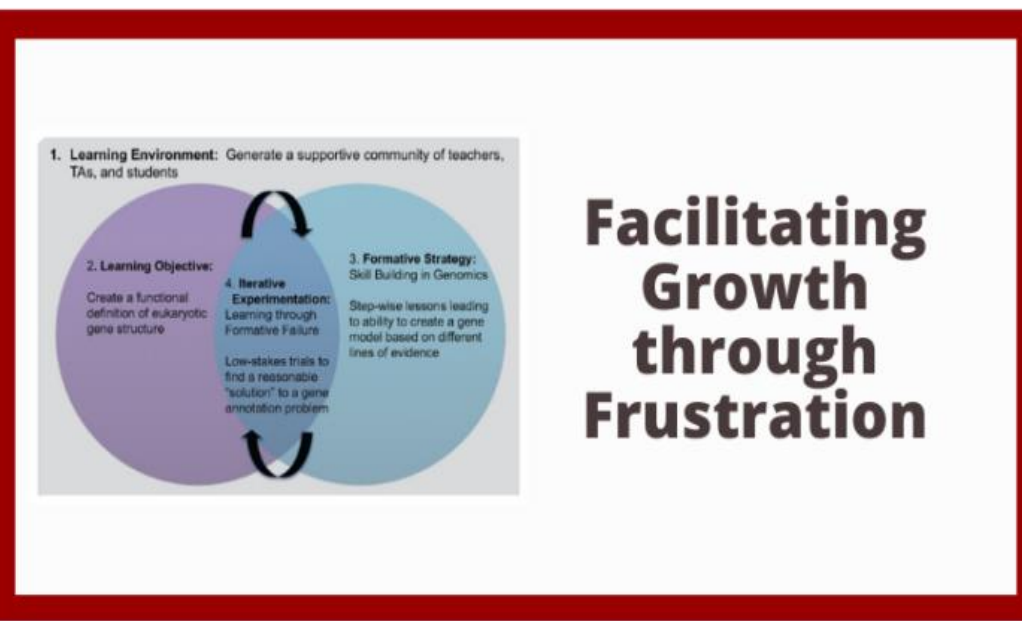 1. Learning Environment: Generate a supportive community of teachers,
TAs, and students
2. Learning Objective:
Create a functional
definition of eukaryotic
gene structure
4. Iterative
Experimentation:
Learning through
Formative Failure
Low-stakes trials to
find a reasonable
"solution" to a gene
annotation problem
3. Formative Strategy:
Skill Building in Genomics
Step-wise lessons leading
to ability to create a gene
model based on different
lines of evidence
Facilitating
Growth
through
Frustration